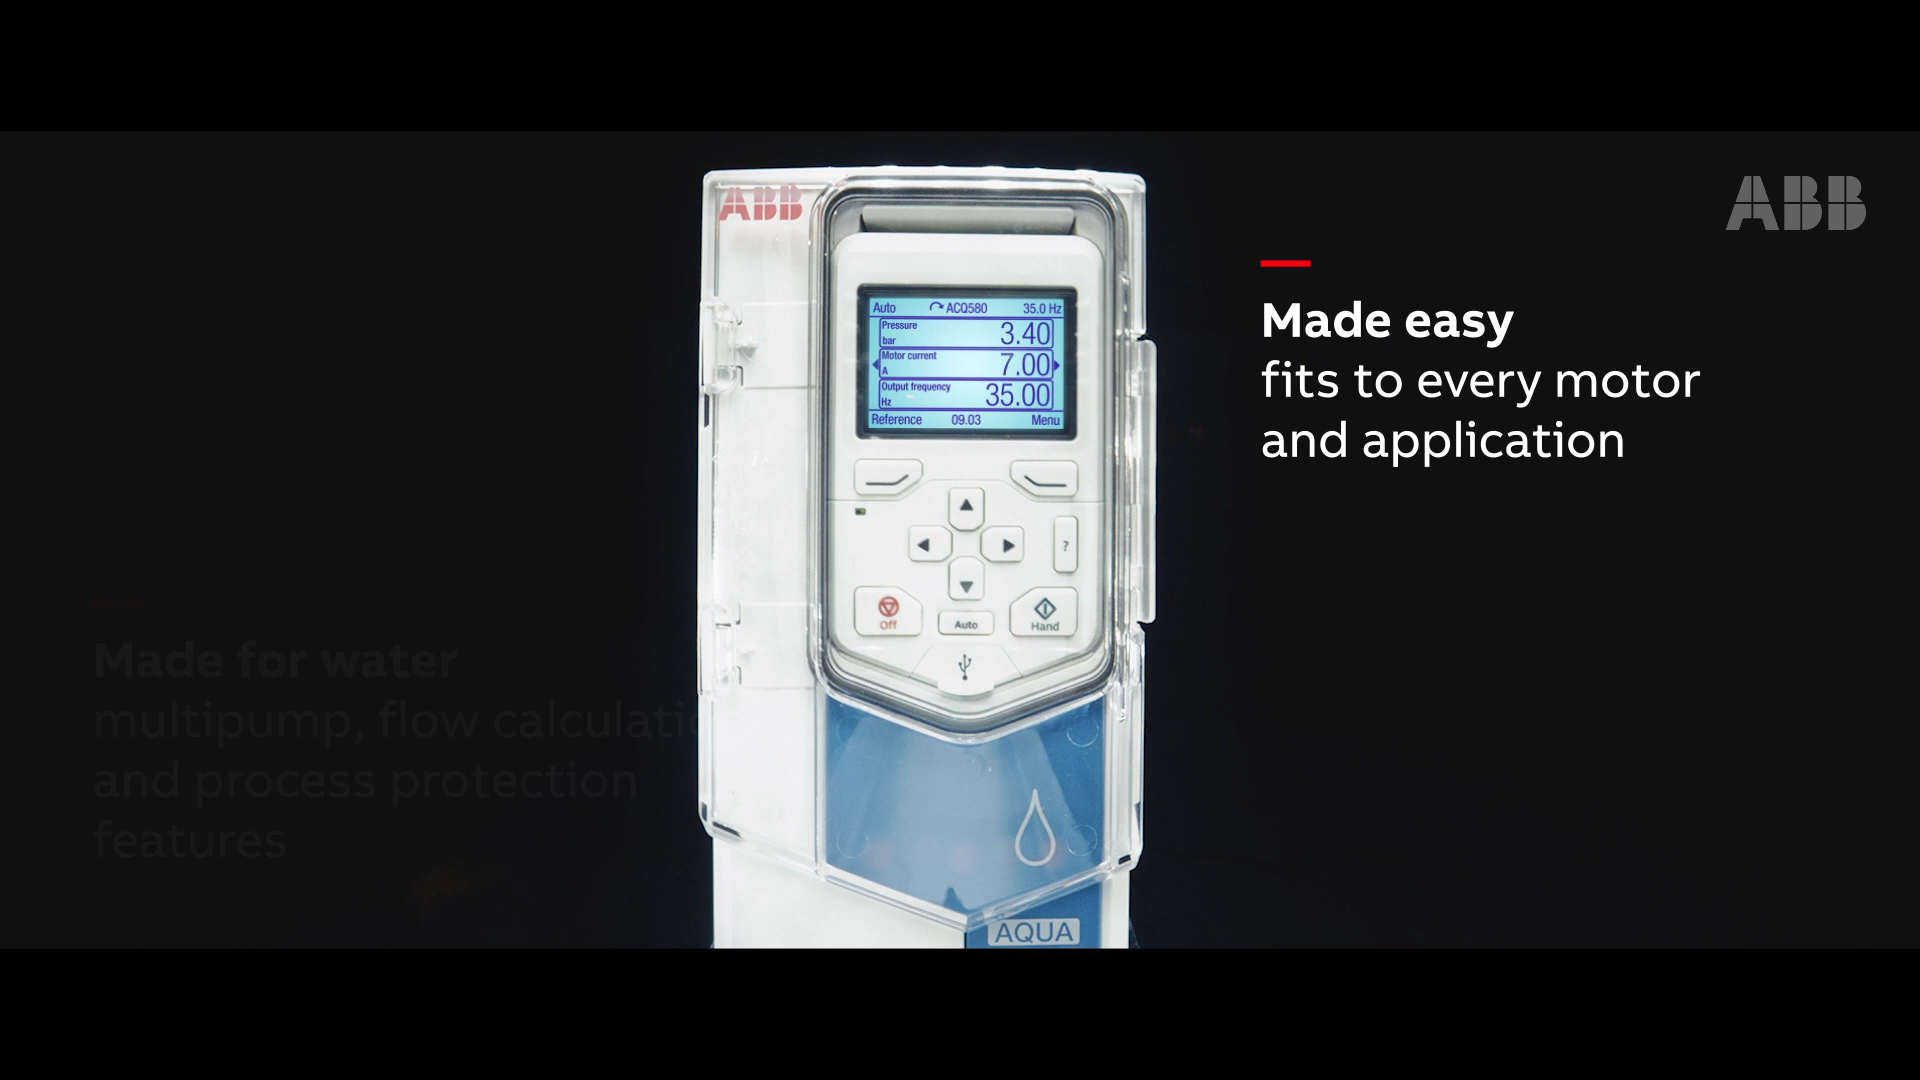 ABB
ABB
Made easy
fits to every motor
and application
Auto ACQ580 35.0 Hz
Pressure
bar 3.40
Motor current
A 7.00
Output frequency
Hz 35.00
Reference 09.03 Menu
?
Off Auto Hand
Made for water
multipump, flow calculatio
and process protection
features
AQUA